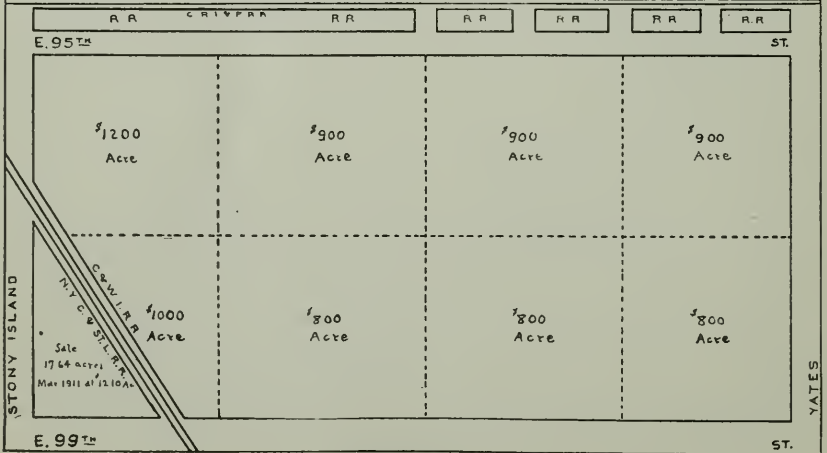 R R C R I & P R R R R R R R R R R R R
E. 95TH ST.
$1200 Acre
$900 Acre
$900 Acre
$900 Acre
STONY ISLAND
C & W. I. R R
N. Y. C. & ST. L. R. R.
Sale
17 64 acres
Mar 1911 at $1210 Ac
$1000 Acre
$800 Acre
$800 Acre
$800 Acre
YATES
E. 99TH ST.